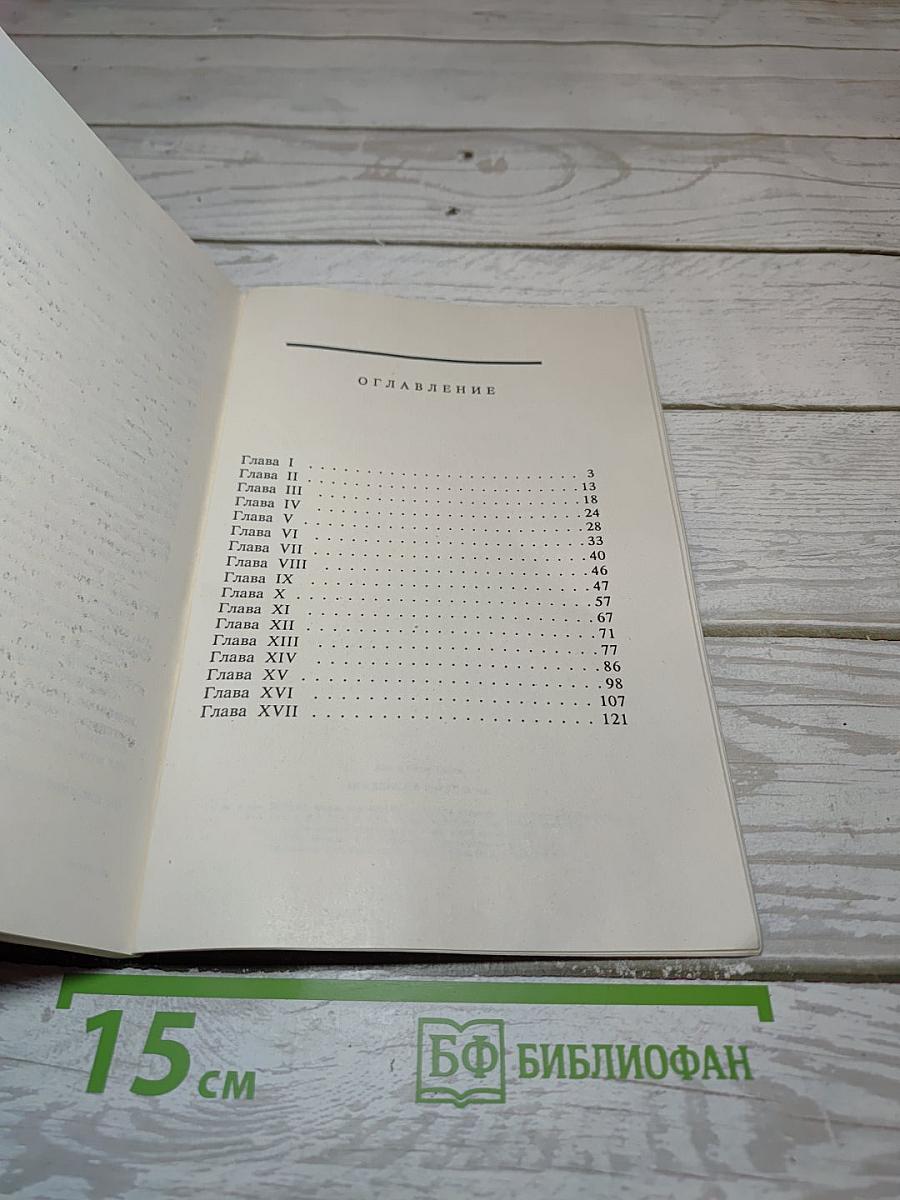 ОГЛАВЛЕНИЕ
Глава I . . . . . . . . . . . . . . . . . . . . 3
Глава II . . . . . . . . . . . . . . . . . . . . 13
Глава III . . . . . . . . . . . . . . . . . . . . 18
Глава IV . . . . . . . . . . . . . . . . . . . . 24
Глава V . . . . . . . . . . . . . . . . . . . . 28
Глава VI . . . . . . . . . . . . . . . . . . . . 33
Глава VII . . . . . . . . . . . . . . . . . . . . 40
Глава VIII . . . . . . . . . . . . . . . . . . . . 46
Глава IX . . . . . . . . . . . . . . . . . . . . 47
Глава X . . . . . . . . . . . . . . . . . . . . 57
Глава XI . . . . . . . . . . . . . . . . . . . . 67
Глава XII . . . . . . . . . . . . . . . . . . . . 71
Глава XIII . . . . . . . . . . . . . . . . . . . . 77
Глава XIV . . . . . . . . . . . . . . . . . . . . 86
Глава XV . . . . . . . . . . . . . . . . . . . . 98
Глава XVI . . . . . . . . . . . . . . . . . . . . 107
Глава XVII . . . . . . . . . . . . . . . . . . . . 121
15 см
БФ БИБЛИОФАН